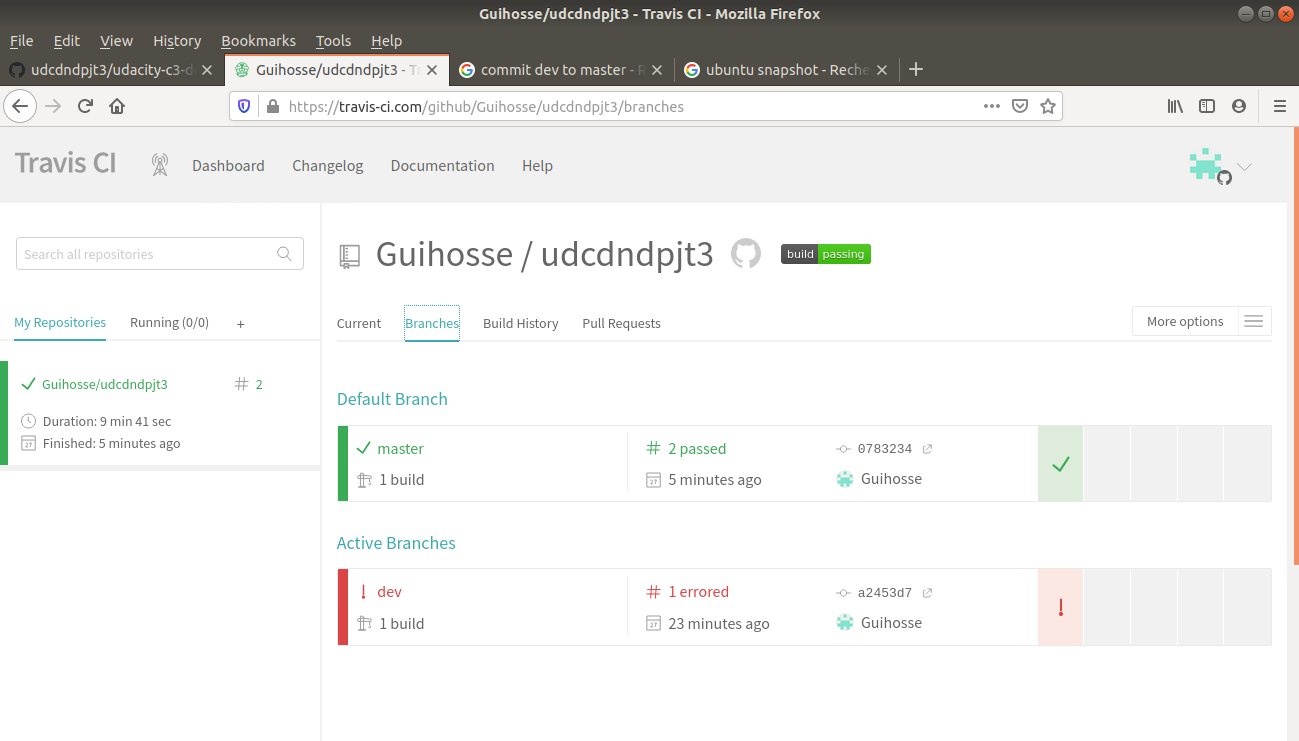 Guihosse/udcdndpjt3 - Travis CI - Mozilla Firefox
File Edit View History Bookmarks Tools Help
udcdndpjt3/udacity-c3-d Guihosse/udcdndpjt3 - T commit dev to master - R ubuntu snapshot - Reche
https://travis-ci.com/github/Guihosse/udcdndpjt3/branches
Travis CI Dashboard Changelog Documentation Help
Search all repositories
Guihosse / udcdndpjt3 build passing
My Repositories Running (0/0) +
Current Branches Build History Pull Requests More options
Guihosse/udcdndpjt3 # 2
Duration: 9 min 41 sec
27 Finished: 5 minutes ago
Default Branch
master # 2 passed 0783234
1 build 27 5 minutes ago Guihosse
Active Branches
! dev # 1 errored a2453d7 !
1 build 27 23 minutes ago Guihosse